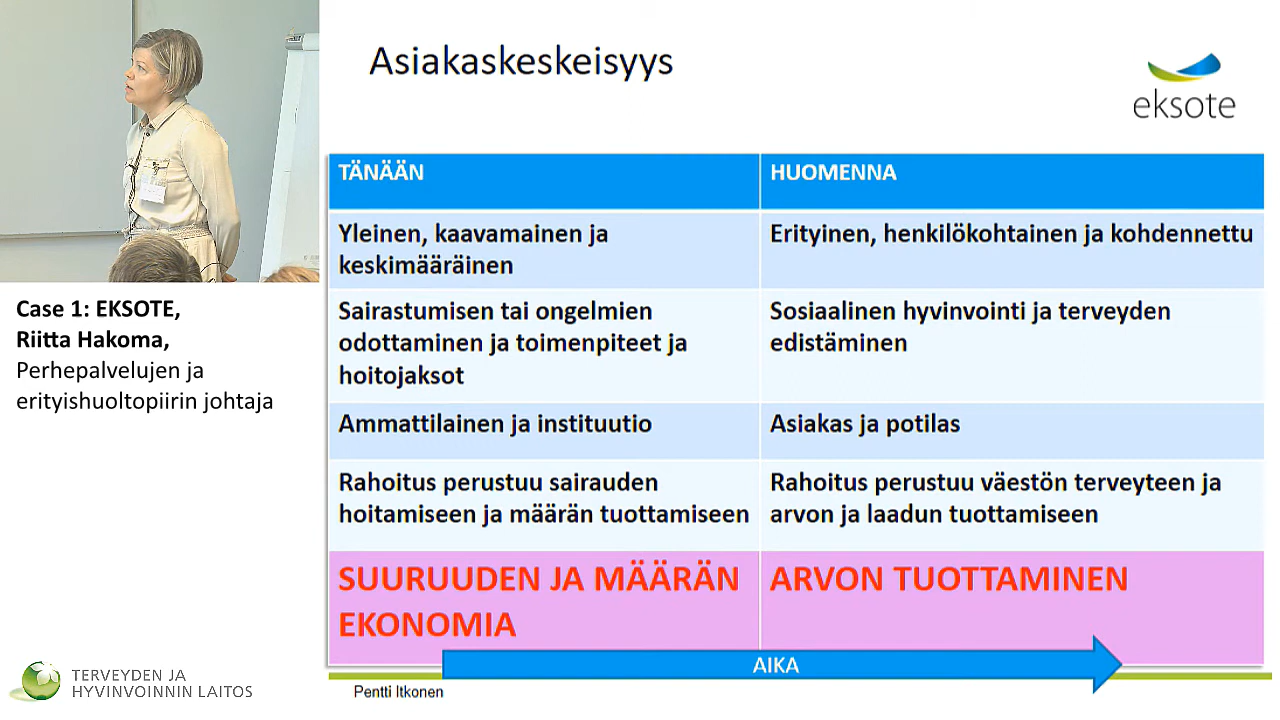 Asiakaskeskeisyys
eksote
TÄNÄÄN
HUOMENNA
Yleinen, kaavamainen ja
keskimääräinen
Erityinen, henkilökohtainen ja kohdennettu
Sairastumisen tai ongelmien
odottaminen ja toimenpiteet ja
hoitojaksot
Sosiaalinen hyvinvointi ja terveyden
edistäminen
Ammattilainen ja instituutio
Asiakas ja potilas
Rahoitus perustuu sairauden
hoitamiseen ja määrän tuottamiseen
Rahoitus perustuu väestön terveyteen ja
arvon ja laadun tuottamiseen
SUURUUDEN JA MÄÄRÄN
EKONOMIA
ARVON TUOTTAMINEN
AIKA
Pentti Itkonen
Case 1: EKSOTE,
Riitta Hakoma,
Perhepalvelujen ja
erityishuoltopiirin johtaja
TERVEYDEN JA
HYVINVOINNIN LAITOS